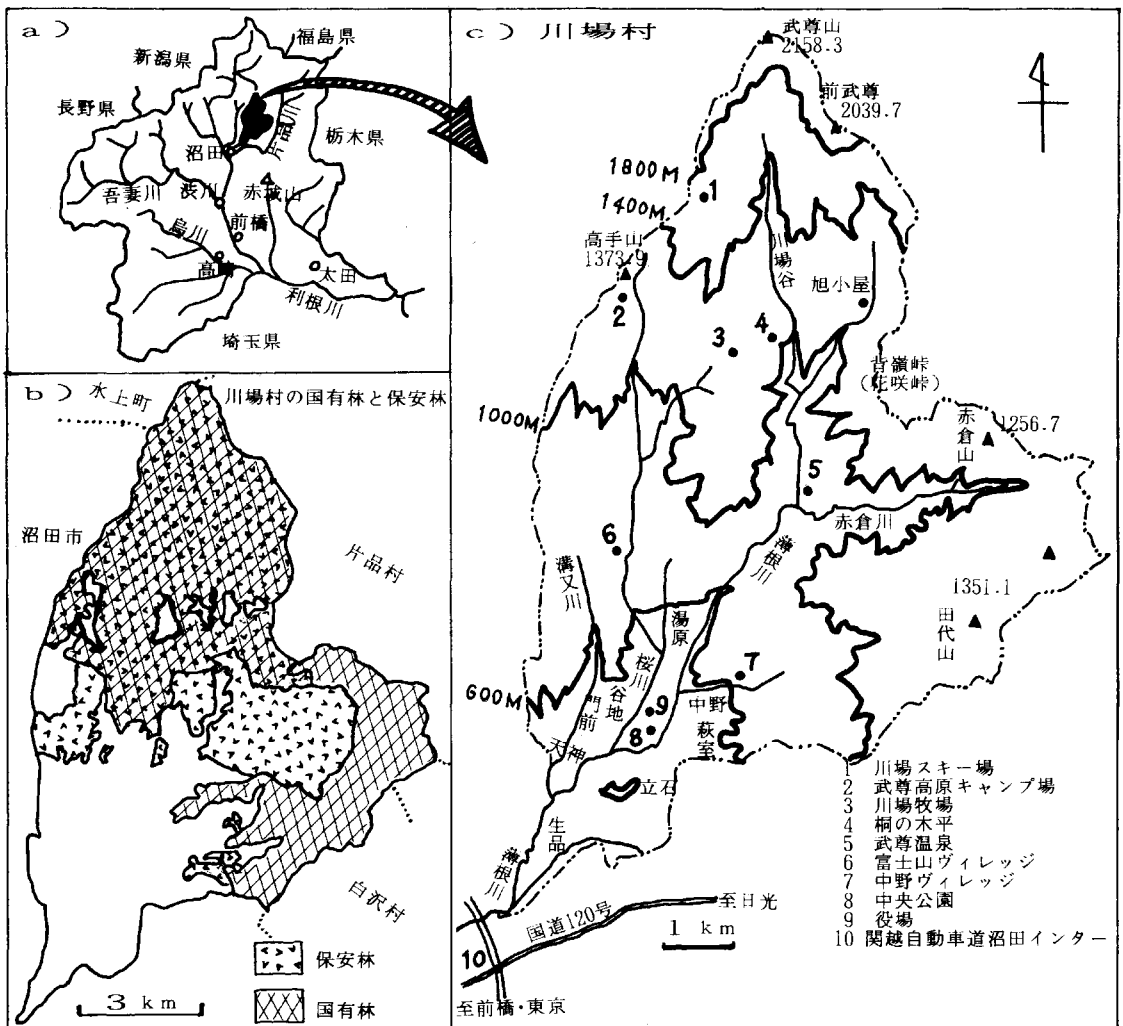 a) 
新潟県
福島県
長野県
栃木県
沼田
片品川
吾妻川
渋川
赤城山
前橋
烏川
高崎
太田
利根川
埼玉県
b) 川場村の国有林と保安林
水上町
沼田市
片品村
白沢村
保安林
国有林
3 km
c) 川場村
武尊山
2158.3
前武尊
2039.7
1800M
1400M
高手山
1373.9
川場谷
旭小屋
1
2
3
4
背嶺峠
(花咲峠)
1000M
赤倉山
1256.7
5
赤倉川
6
溝又川
薄根川
1351.1
田代山
湯原
桜川
7
600M
門前
谷地
9
8
中野
萩室
天神
立石
生品
薄根川
国道120号
至日光
1 km
10
至前橋・東京
1 川場スキー場
2 武尊高原キャンプ場
3 川場牧場
4 桐の木平
5 武尊温泉
6 富士山ヴィレッジ
7 中野ヴィレッジ
8 中央公園
9 役場
10 関越自動車道沼田インター